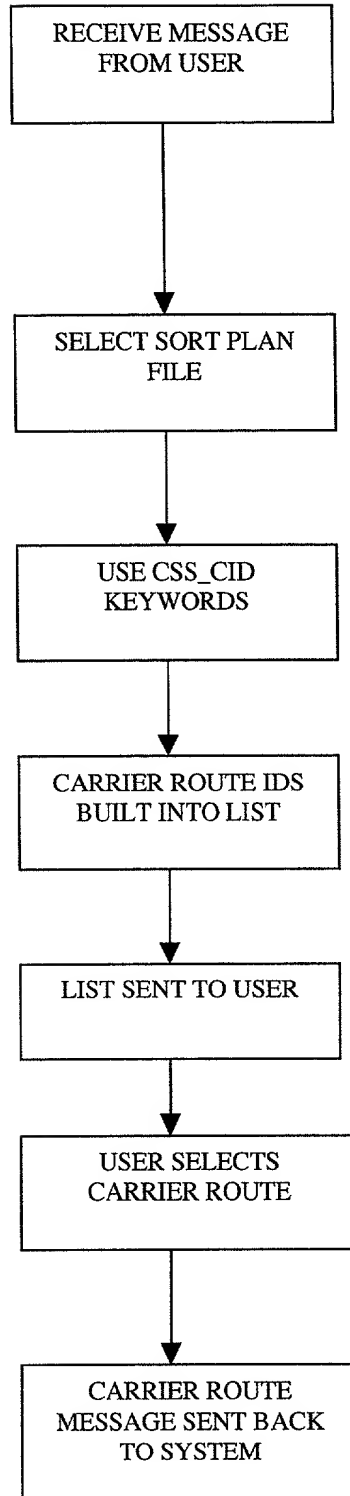 RECEIVE MESSAGE
FROM USER
SELECT SORT PLAN
FILE
USE CSS_CID
KEYWORDS
CARRIER ROUTE IDS
BUILT INTO LIST
LIST SENT TO USER
USER SELECTS
CARRIER ROUTE
CARRIER ROUTE
MESSAGE SENT BACK
TO SYSTEM